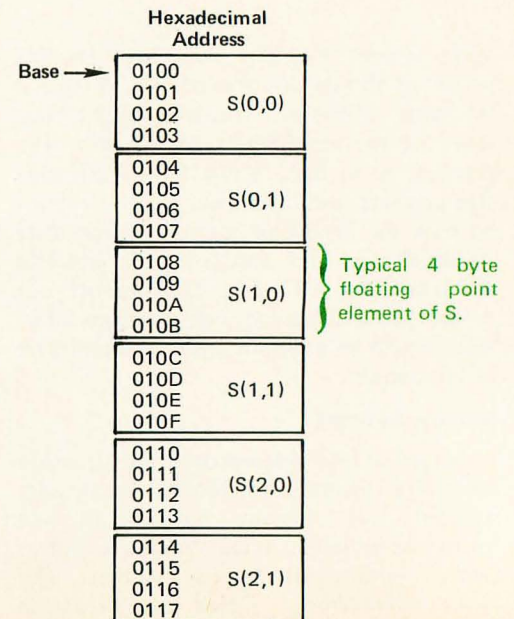 Hexadecimal
Address
Base
0100
0101
0102
0103
S(0,0)
0104
0105
0106
0107
S(0,1)
0108
0109
010A
010B
S(1,0)
Typical 4 byte
floating point
element of S.
010C
010D
010E
010F
S(1,1)
0110
0111
0112
0113
(S(2,0)
0114
0115
0116
0117
S(2,1)